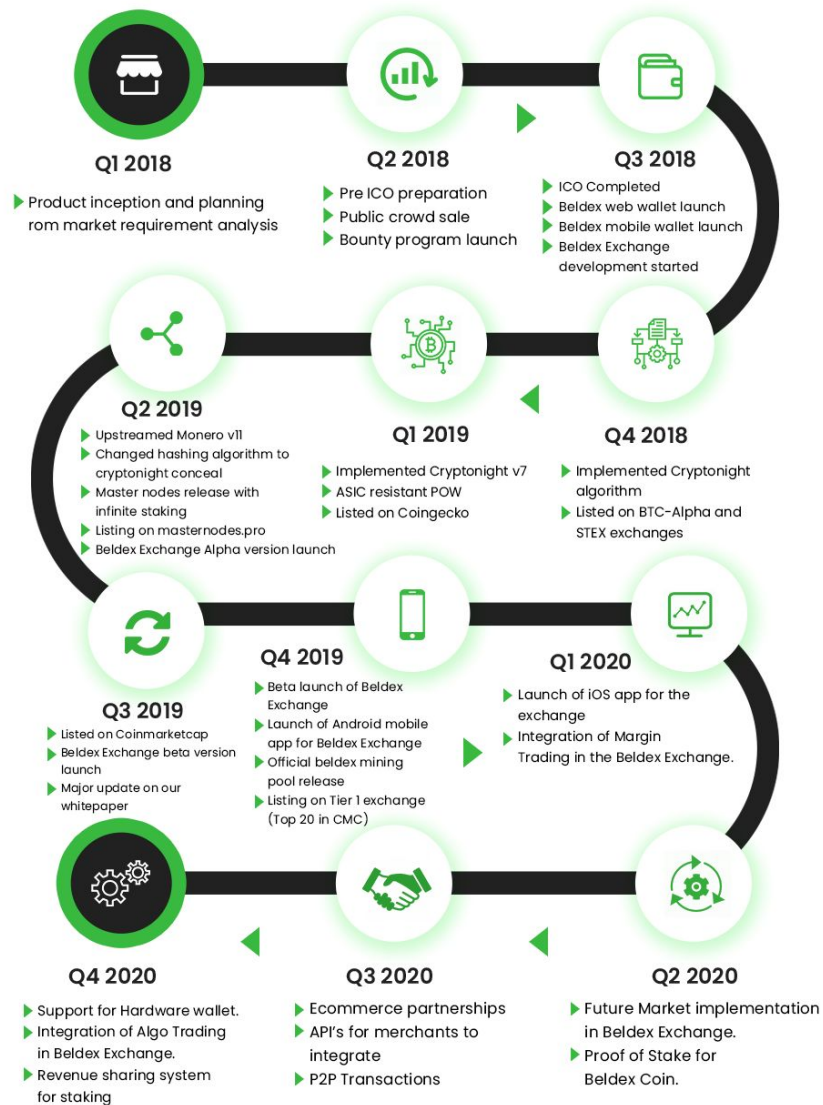 Q1 2018
Product inception and planning
rom market requirement analysis
Q2 2018
Pre ICO preparation
Public crowd sale
Bounty program launch
Q3 2018
ICO Completed
Beldex web wallet launch
Beldex mobile wallet launch
Beldex Exchange
development started
Q4 2018
Implemented Cryptonight
algorithm
Listed on BTC-Alpha and
STEX exchanges
Q1 2019
Implemented Cryptonight v7
ASIC resistant POW
Listed on Coingecko
Q2 2019
Upstreamed Monero v11
Changed hashing algorithm to
cryptonight conceal
Master nodes release with
infinite staking
Listing on masternodes.pro
Beldex Exchange Alpha version launch
Q3 2019
Listed on Coinmarketcap
Beldex Exchange beta version
launch
Major update on our
whitepaper
Q4 2019
Beta launch of Beldex
Exchange
Launch of Android mobile
app for Beldex Exchange
Official beldex mining
pool release
Listing on Tier 1 exchange
(Top 20 in CMC)
Q1 2020
Launch of iOS app for the
exchange
Integration of Margin
Trading in the Beldex Exchange.
Q2 2020
Future Market implementation
in Beldex Exchange.
Proof of Stake for
Beldex Coin.
Q3 2020
Ecommerce partnerships
API's for merchants to
integrate
P2P Transactions
Q4 2020
Support for Hardware wallet.
Integration of Algo Trading
in Beldex Exchange.
Revenue sharing system
for staking